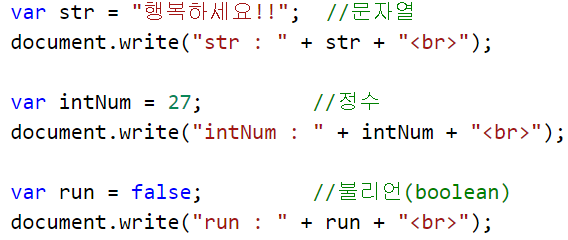 var str = "행복하세요!!";  //문자열
document.write("str : " + str + "<br>");
var intNum = 27;        //정수
document.write("intNum : " + intNum + "<br>");
var run = false;        //불리언(boolean)
document.write("run : " + run + "<br>");